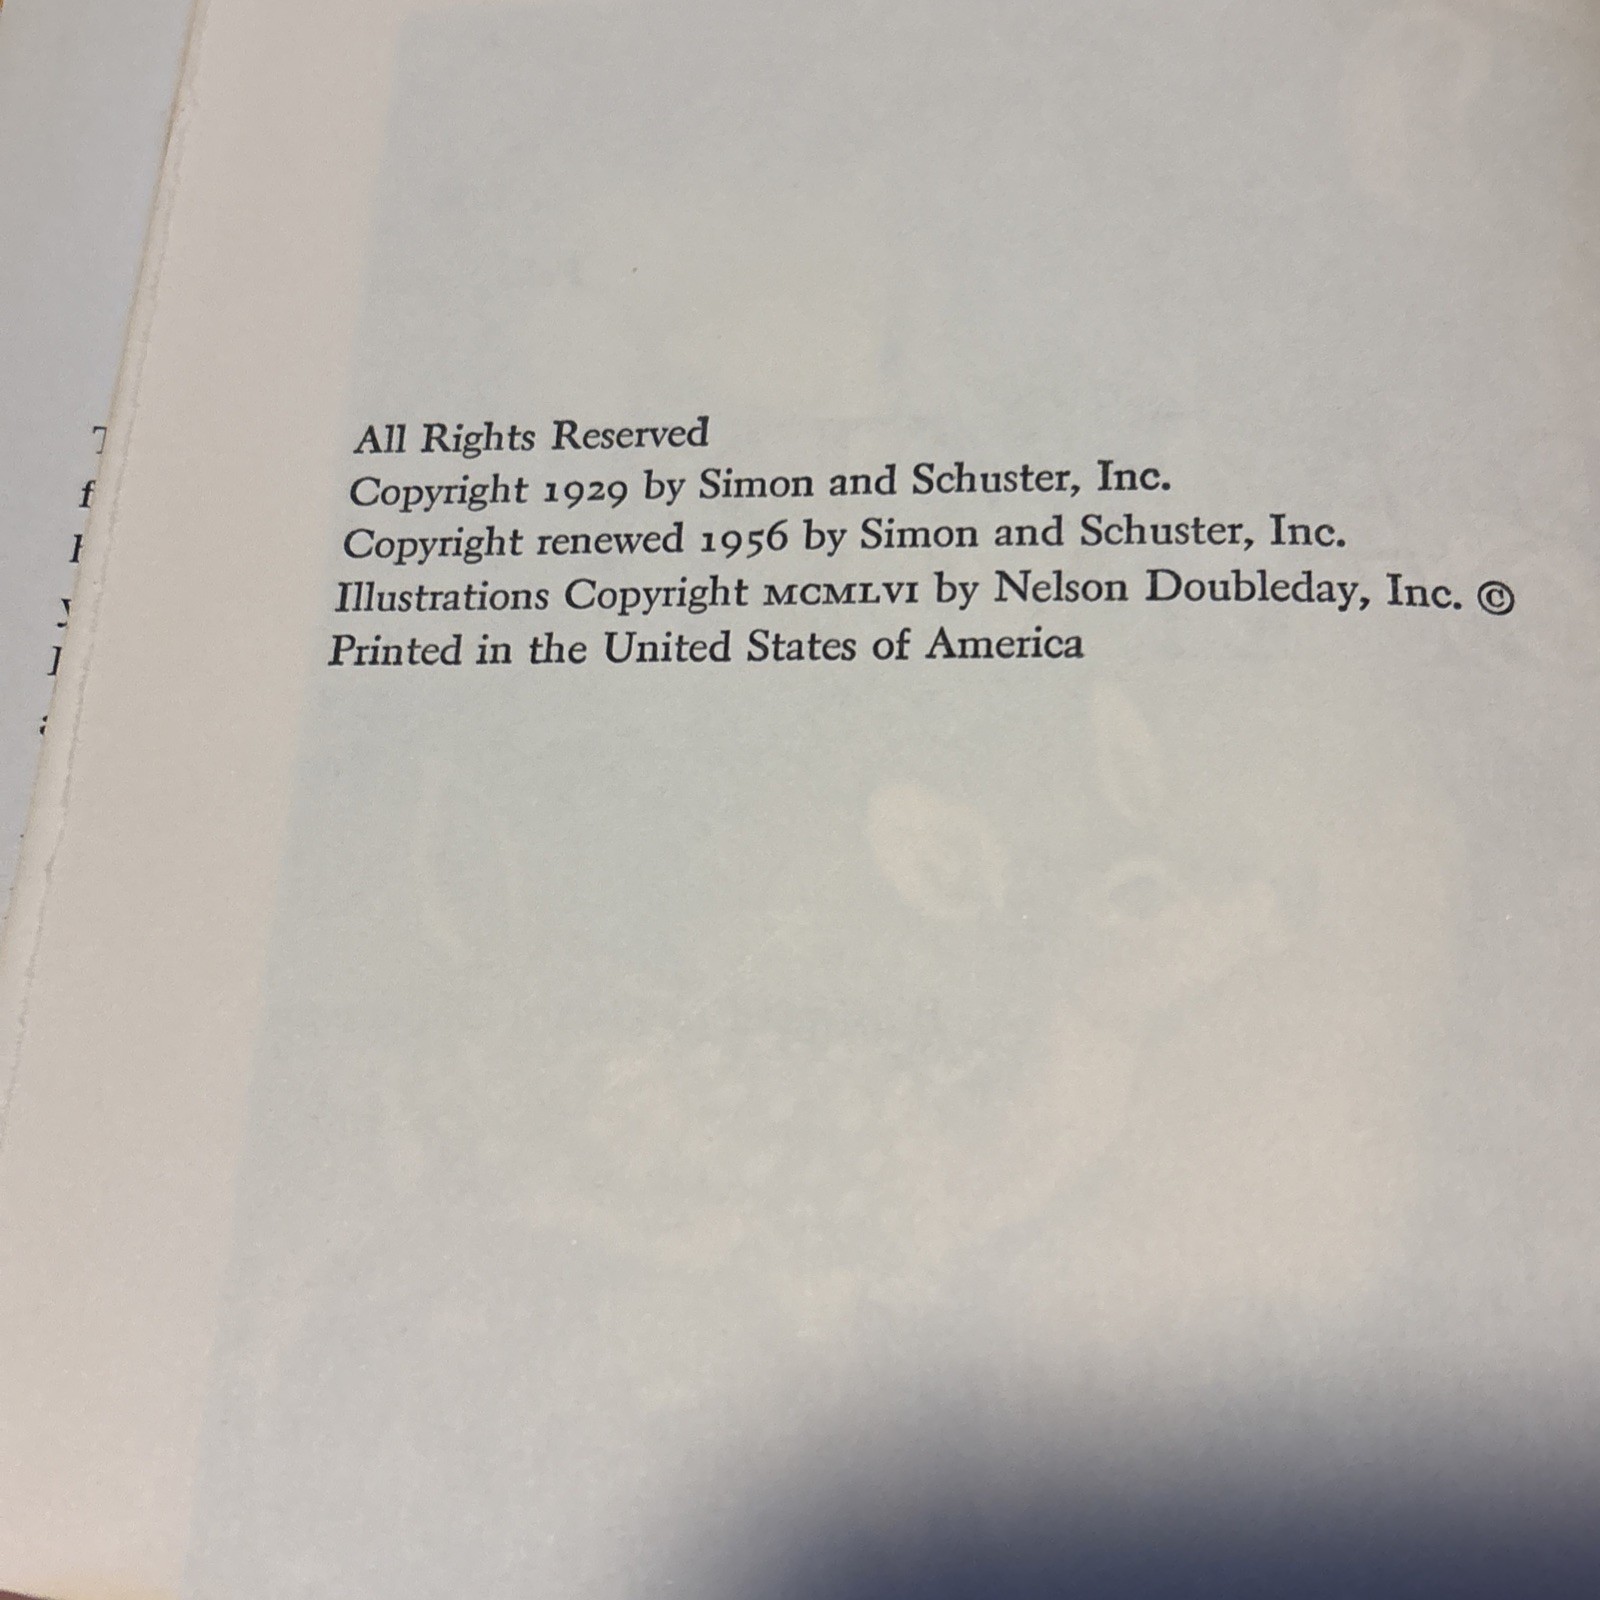 All Rights Reserved
Copyright 1929 by Simon and Schuster, Inc.
Copyright renewed 1956 by Simon and Schuster, Inc.
Illustrations Copyright MCMLVI by Nelson Doubleday, Inc. ©
Printed in the United States of America